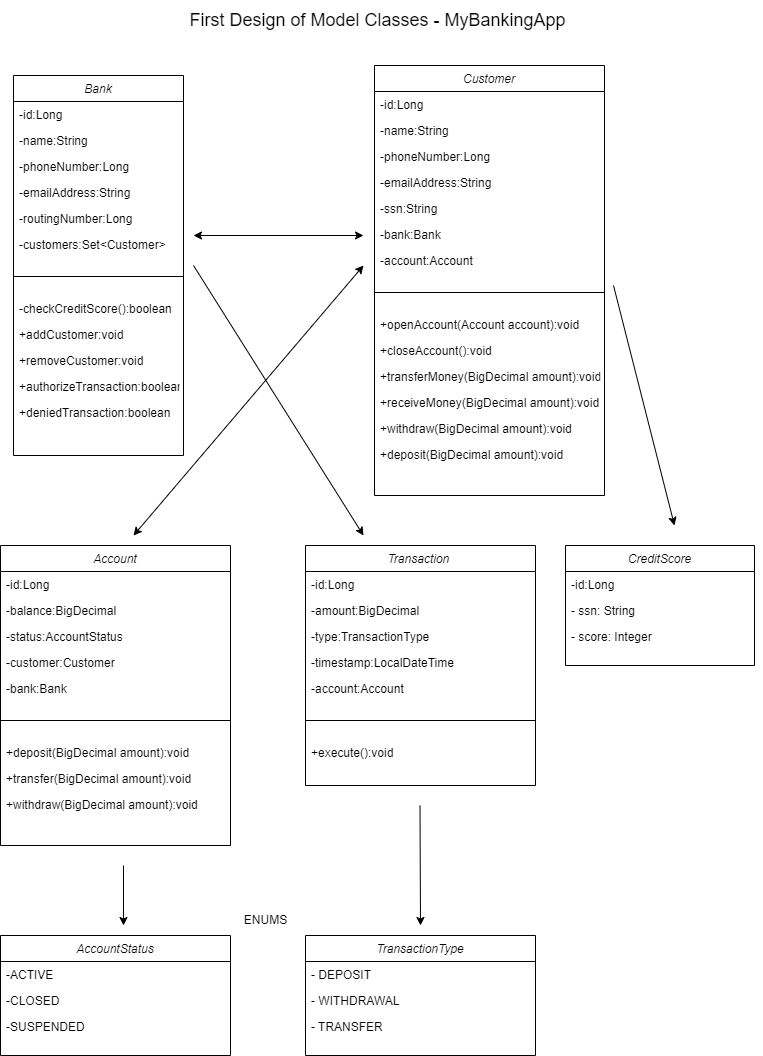 First Design of Model Classes - MyBankingApp
Bank
-id:Long
-name:String
-phoneNumber:Long
-emailAddress:String
-routingNumber:Long
-customers:Set<Customer>
-checkCreditScore():boolean
+addCustomer:void
+removeCustomer:void
+authorizeTransaction:boolean
+deniedTransaction:boolean
Customer
-id:Long
-name:String
-phoneNumber:Long
-emailAddress:String
-ssn:String
-bank:Bank
-account:Account
+openAccount(Account account):void
+closeAccount():void
+transferMoney(BigDecimal amount):void
+receiveMoney(BigDecimal amount):void
+withdraw(BigDecimal amount):void
+deposit(BigDecimal amount):void
Account
-id:Long
-balance:BigDecimal
-status:AccountStatus
-customer:Customer
-bank:Bank
+deposit(BigDecimal amount):void
+transfer(BigDecimal amount):void
+withdraw(BigDecimal amount):void
Transaction
-id:Long
-amount:BigDecimal
-type:TransactionType
-timestamp:LocalDateTime
-account:Account
+execute():void
CreditScore
-id:Long
- ssn: String
- score: Integer
ENUMS
AccountStatus
-ACTIVE
-CLOSED
-SUSPENDED
TransactionType
- DEPOSIT
- WITHDRAWAL
- TRANSFER